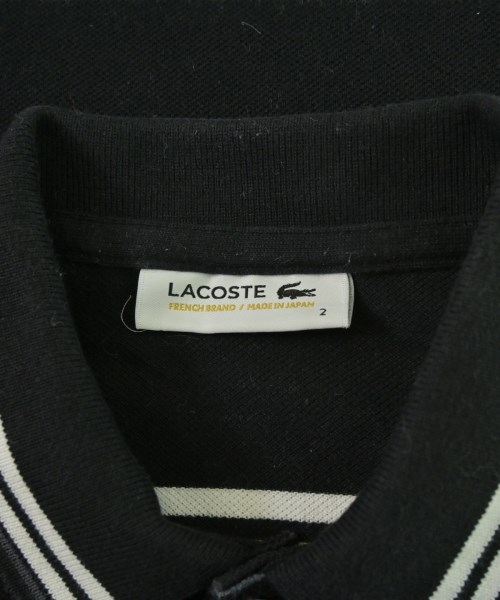 LACOSTE
FRENCH BRAND / MADE IN JAPAN
2